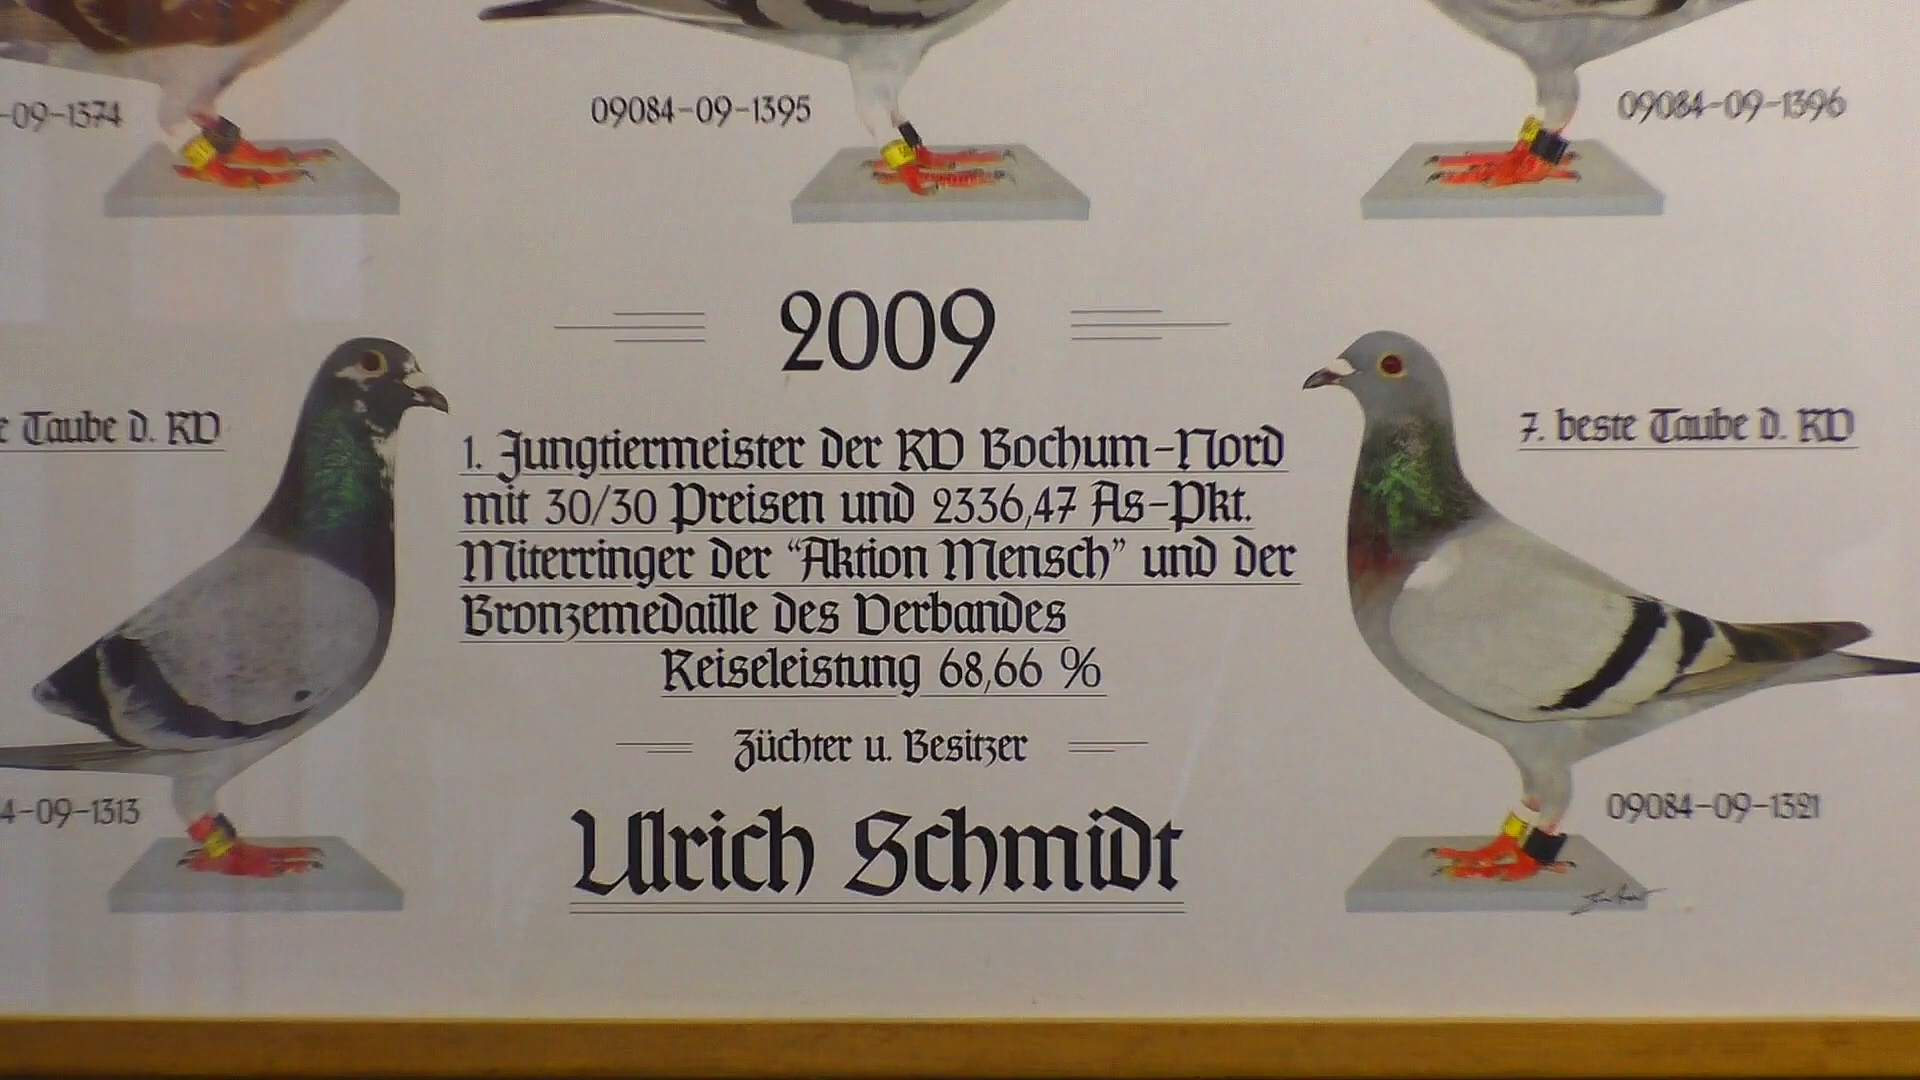 -09-1374
09084-09-1395
09084-09-1396
2009
e Taube d. RV
7. beste Taube d. RV
1. Jungtiermeister der RV Bochum-Nord
mit 30/30 Preisen und 2336,47 As-Pkt.
Miterringer der “Aktion Mensch” und der
Bronzemedaille des Verbandes
Reiseleistung 68,66 %
Züchter u. Besitzer
4-09-1313
09084-09-1321
Ulrich Schmidt